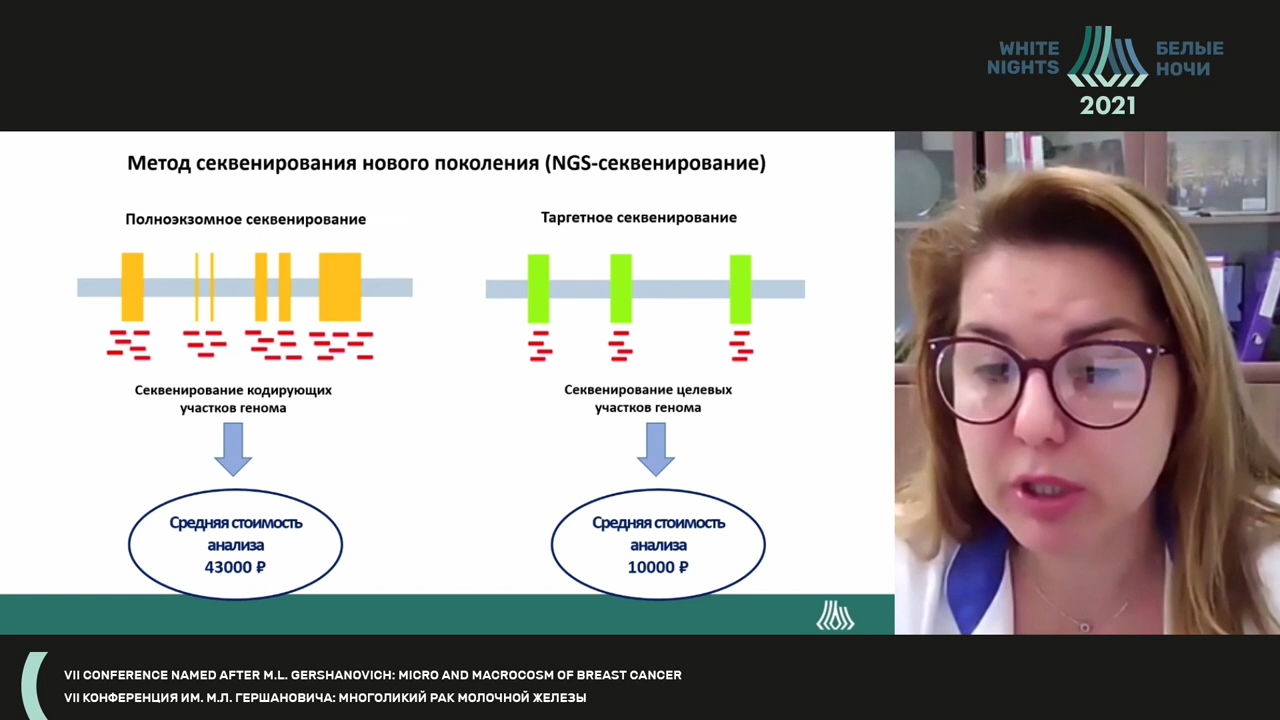 WHITE
NIGHTS
БЕЛЫЕ
НОЧИ
2021
Метод секвенирования нового поколения (NGS-секвенирование)
Полноэкзомное секвенирование
Таргетное секвенирование
Секвенирование кодирующих
участков генома
Секвенирование целевых
участков генома
Средняя стоимость
анализа
43000 ₽
Средняя стоимость
анализа
10000 ₽
VII CONFERENCE NAMED AFTER M.L. GERSHANOVICH: MICRO AND MACROCOSM OF BREAST CANCER
VII КОНФЕРЕНЦИЯ ИМ. М.Л. ГЕРШАНОВИЧА: МНОГОЛИКИЙ РАК МОЛОЧНОЙ ЖЕЛЕЗЫ